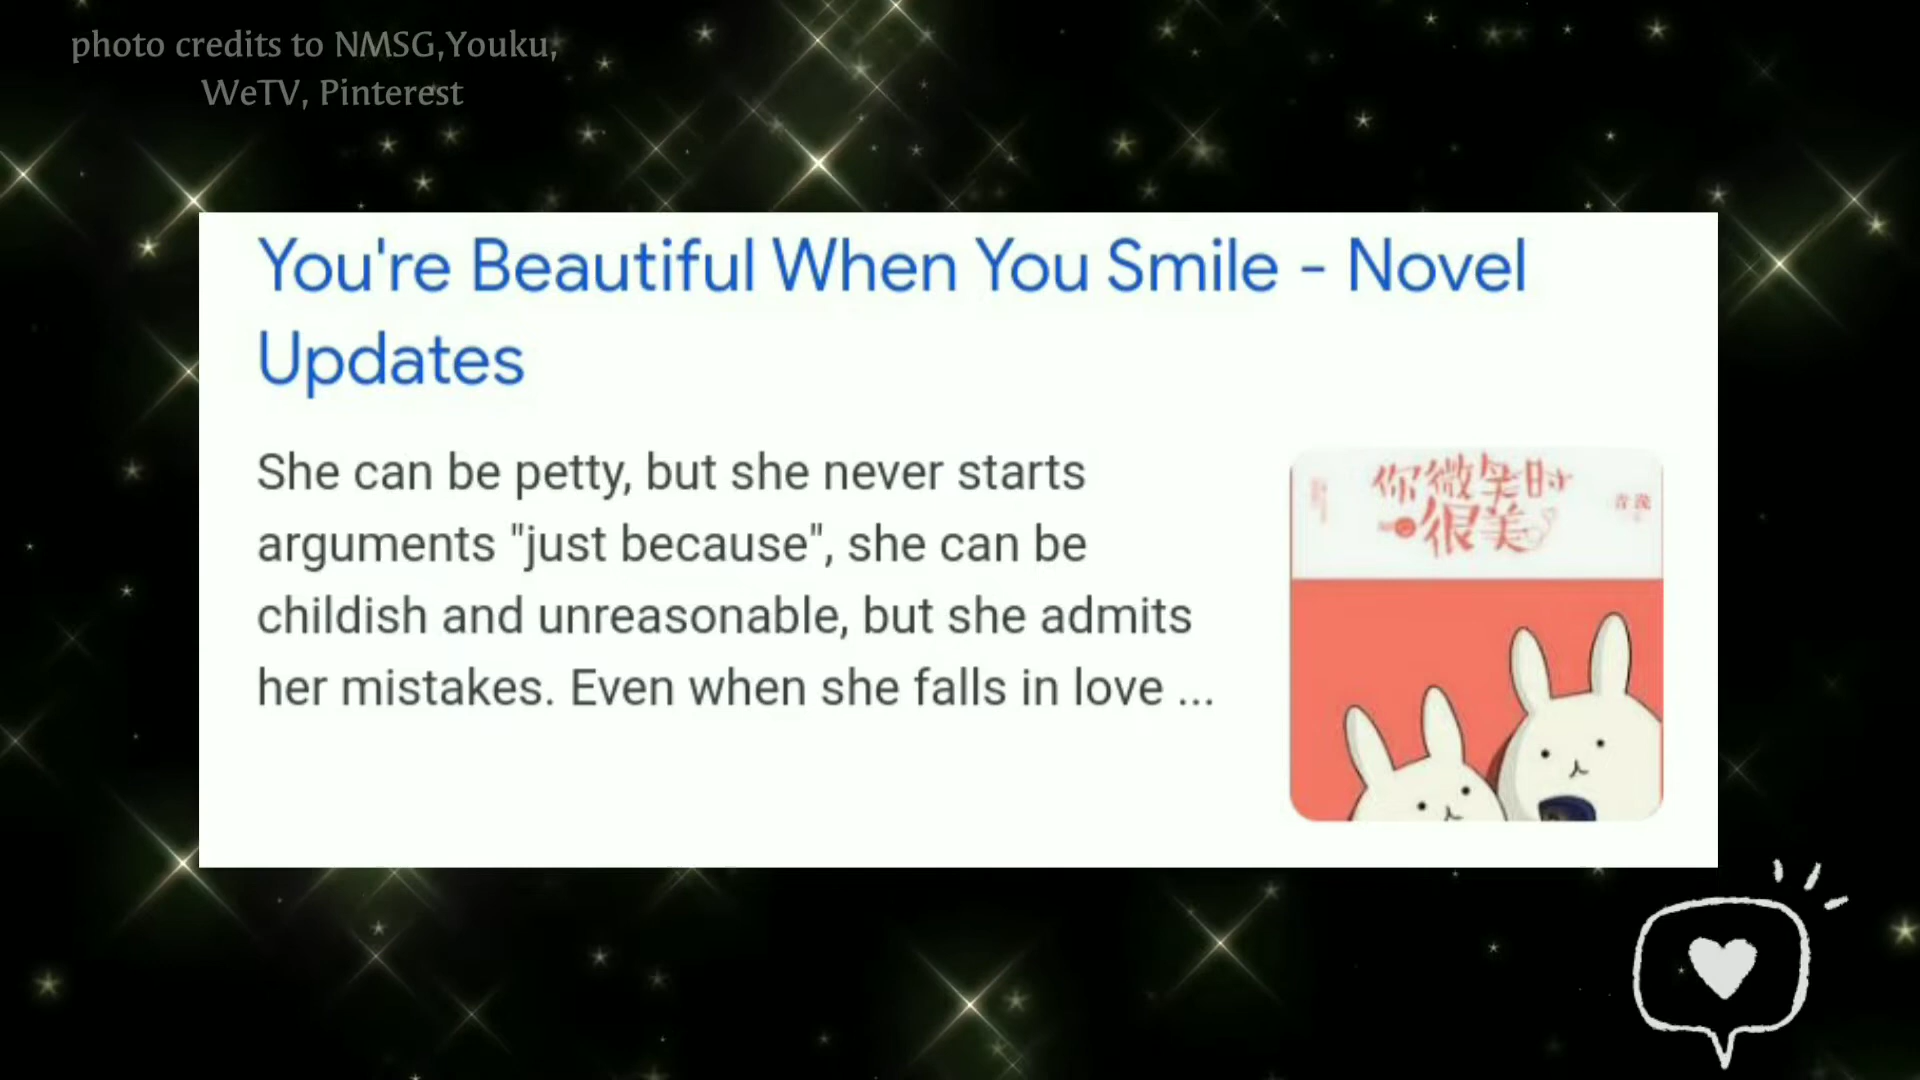 photo credits to NMSG,Youku,
WeTV, Pinterest
You're Beautiful When You Smile - Novel
Updates
She can be petty, but she never starts
arguments "just because", she can be
childish and unreasonable, but she admits
her mistakes. Even when she falls in love ...
你微笑时
很美